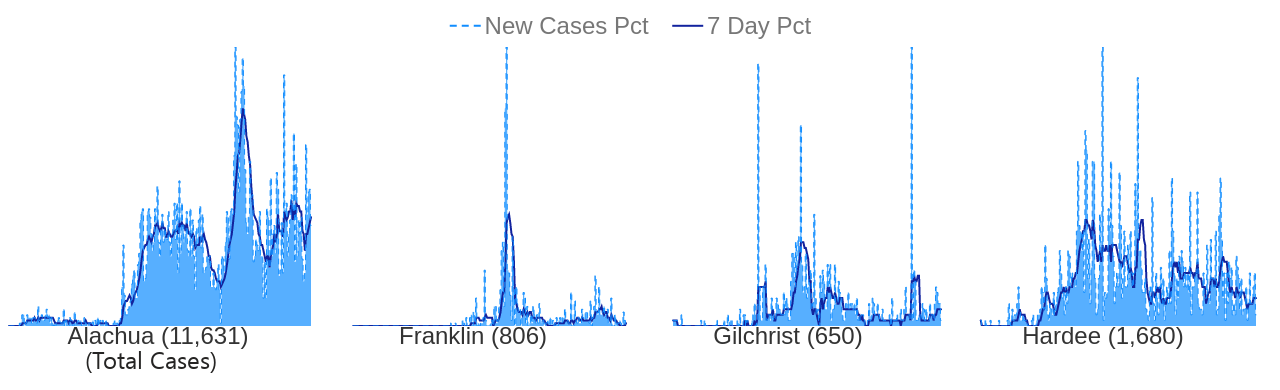 New Cases Pct 7 Day Pct
Alachua (11,631) Franklin (806) Gilchrist (650) Hardee (1,680)
(Total Cases)